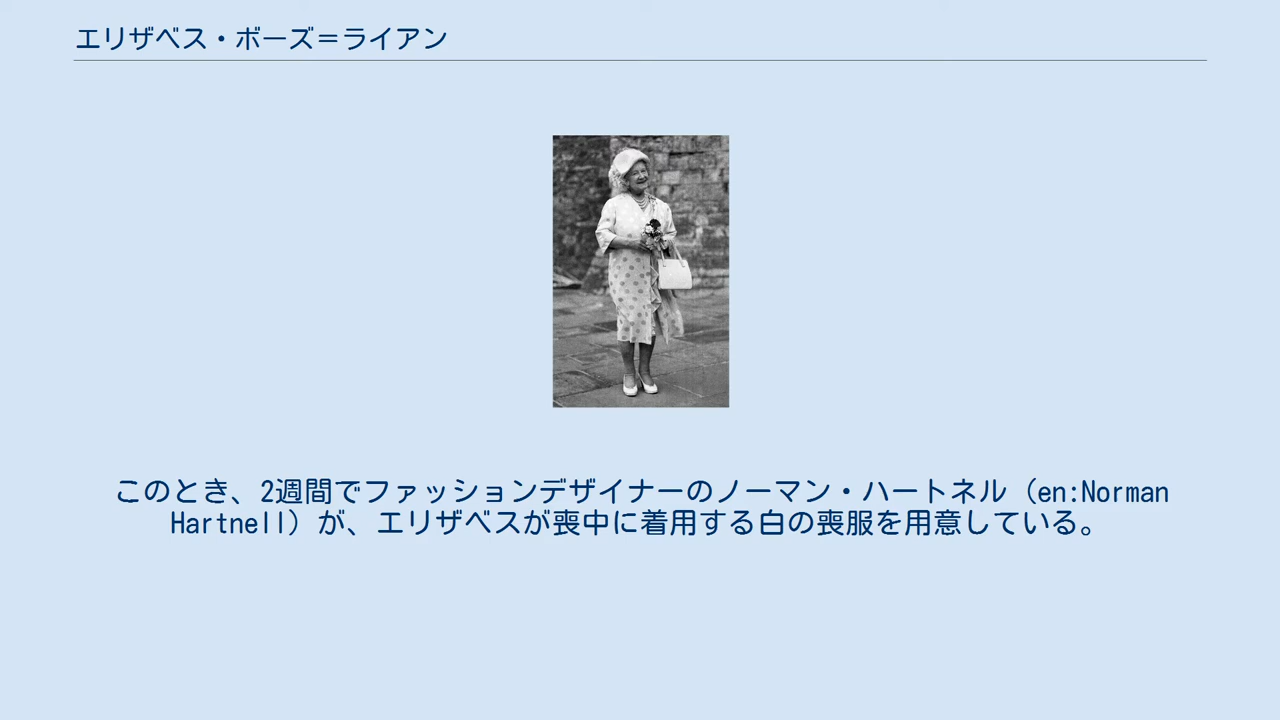 エリザベス・ボーズ＝ライアン
このとき、2週間でファッションデザイナーのノーマン・ハートネル（en:Norman
Hartnell）が、エリザベスが喪中に着用する白の喪服を用意している。